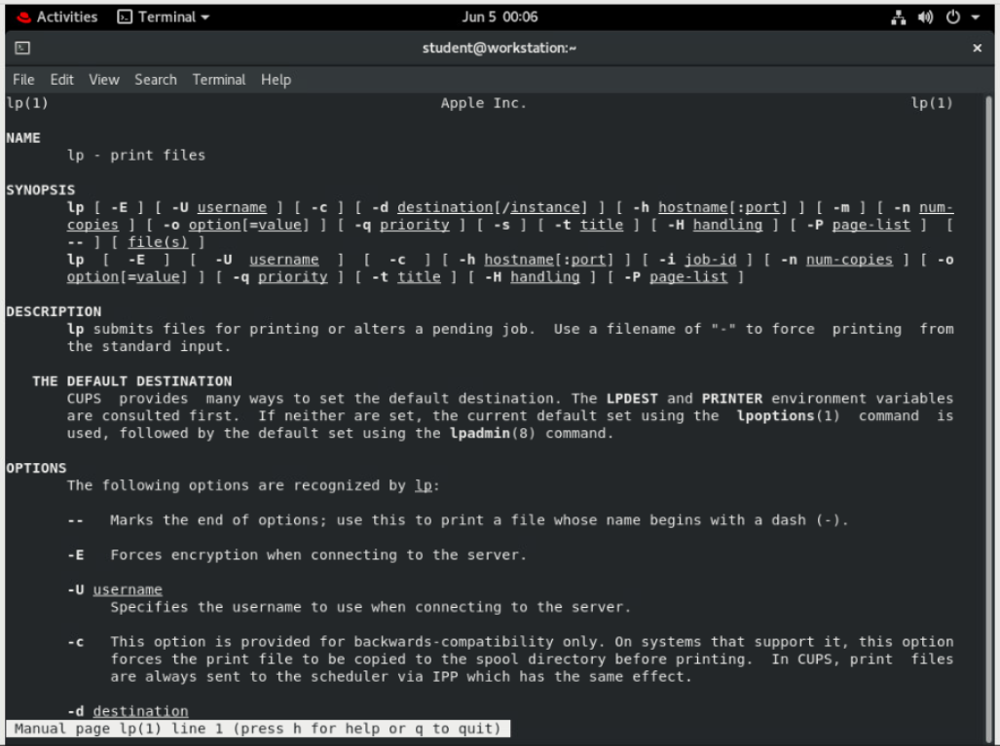 Activities Terminal Jun 5 00:06
student@workstation:~ ×
File Edit View Search Terminal Help
lp(1) Apple Inc. lp(1)
NAME
lp - print files
SYNOPSIS
lp [ -E ] [ -U username ] [ -c ] [ -d destination[/instance] ] [ -h hostname[:port] ] [ -m ] [ -n num-
copies ] [ -o option[=value] ] [ -q priority ] [ -s ] [ -t title ] [ -H handling ] [ -P page-list ] [
-- ] [ file(s) ]
lp [ -E ] [ -U username ] [ -c ] [ -h hostname[:port] ] [ -i job-id ] [ -n num-copies ] [ -o
option[=value] ] [ -q priority ] [ -t title ] [ -H handling ] [ -P page-list ]
DESCRIPTION
lp submits files for printing or alters a pending job. Use a filename of "-" to force printing from
the standard input.
THE DEFAULT DESTINATION
CUPS provides many ways to set the default destination. The LPDEST and PRINTER environment variables
are consulted first. If neither are set, the current default set using the lpoptions(1) command is
used, followed by the default set using the lpadmin(8) command.
OPTIONS
The following options are recognized by lp:
-- Marks the end of options; use this to print a file whose name begins with a dash (-).
-E Forces encryption when connecting to the server.
-U username
Specifies the username to use when connecting to the server.
-c This option is provided for backwards-compatibility only. On systems that support it, this option
forces the print file to be copied to the spool directory before printing. In CUPS, print files
are always sent to the scheduler via IPP which has the same effect.
-d destination
Manual page lp(1) line 1 (press h for help or q to quit)